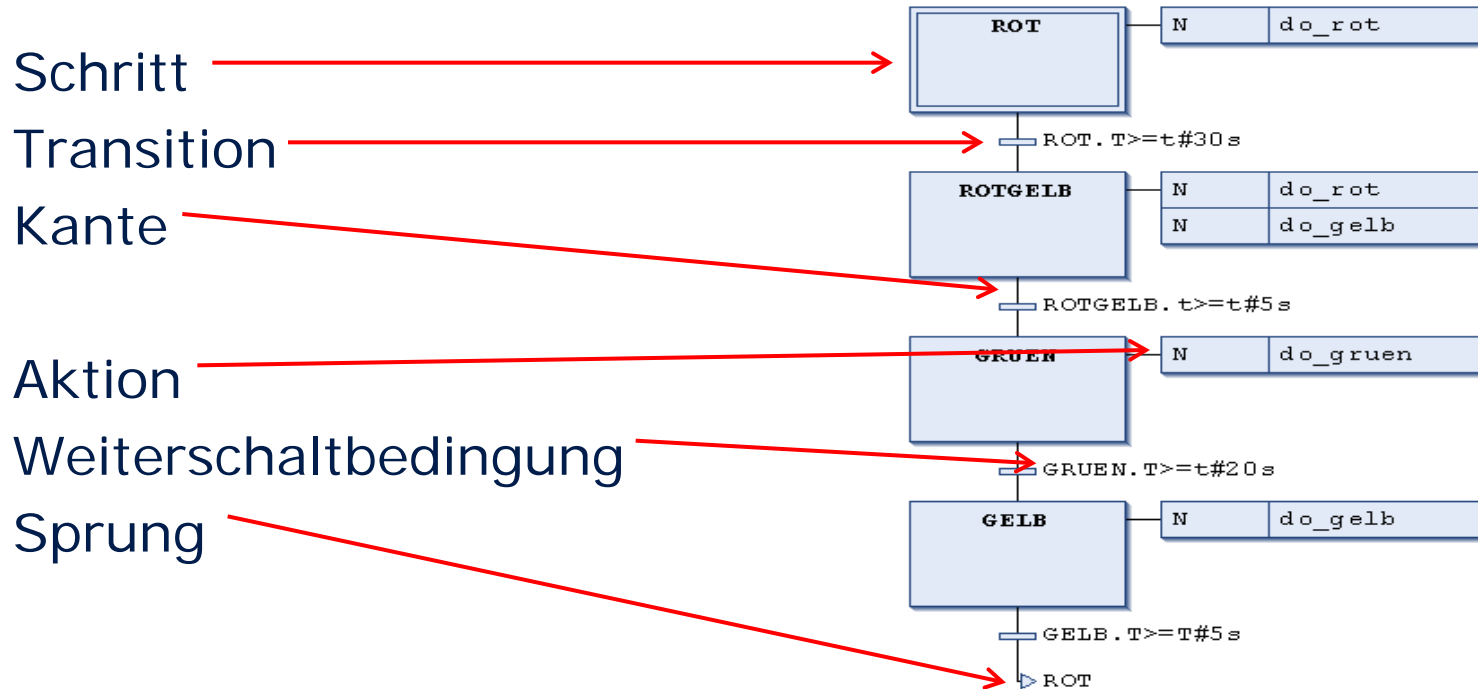 Schritt
Transition
Kante
Aktion
Weiterschaltbedingung
Sprung
ROT
N do_rot
ROT.T>=t#30s
ROTGELB
N do_rot
N do_gelb
ROTGELB.t>=t#5s
GRUEN
N do_gruen
GRUEN.T>=t#20s
GELB
N do_gelb
GELB.T>=T#5s
ROT